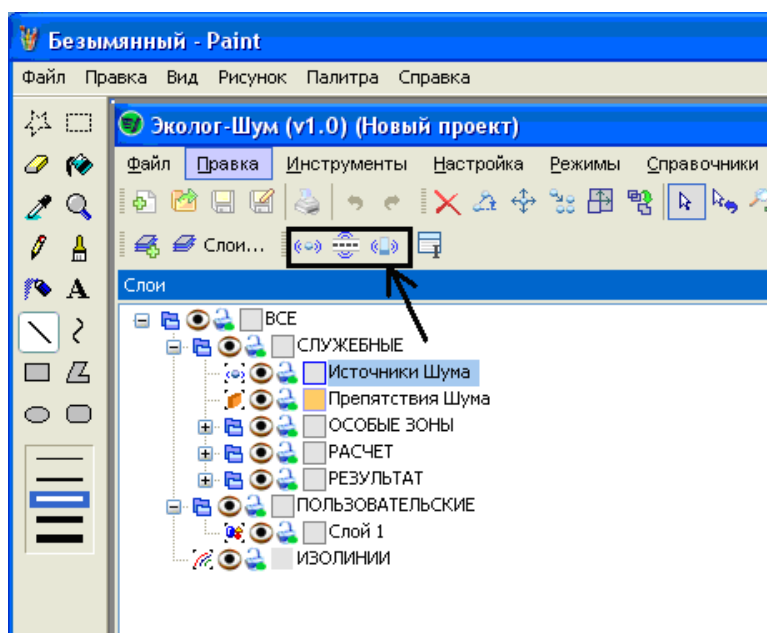 Безымянный - Paint
Файл Правка Вид Рисунок Палитра Справка
Эколог-Шум (v1.0) (Новый проект)
Файл Правка Инструменты Настройка Режимы Справочники
Слои...
A
Слои
ВСЕ
СЛУЖЕБНЫЕ
Источники Шума
Препятствия Шума
ОСОБЫЕ ЗОНЫ
РАСЧЕТ
РЕЗУЛЬТАТ
ПОЛЬЗОВАТЕЛЬСКИЕ
Слой 1
ИЗОЛИНИИ